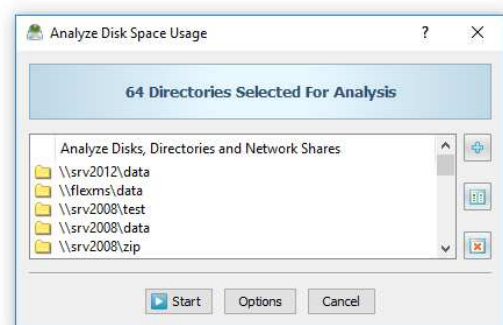 Analyze Disk Space Usage
64 Directories Selected For Analysis
Analyze Disks, Directories and Network Shares
\\srv2012\data
\\flexms\data
\\srv2008\test
\\srv2008\data
\\srv2008\zip
Start Options Cancel